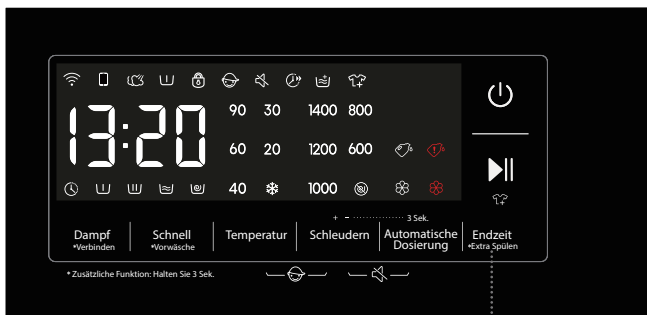 13:20
90 30 1400 800
60 20 1200 600
40 1000
+ - 3 Sek.
Dampf Schnell Temperatur Schleudern Automatische Dosierung Endzeit
*Verbinden *Vorwäsche *Extra Spülen
* Zusätzliche Funktion: Halten Sie 3 Sek.